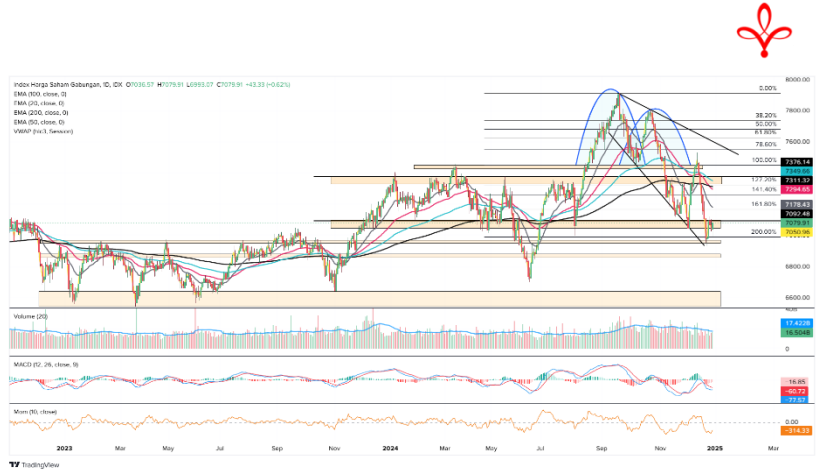 Index Harga Saham Gabungan, 1D, IDX O7036.57 H7079.91 L6993.07 C7079.91 +43.33 (+0.62%)
EMA (100, close, 0)
EMA (20, close, 0)
EMA (200, close, 0)
EMA (50, close, 0)
VWAP (hlc3, Session)
8000.00
0.00%
7800.00
38.20%
50.00%
61.80%
7600.00
78.60%
100.00%
7376.14
7349.66
7311.32
127.20%
7294.65
141.40%
161.80%
7178.43
7092.48
7079.91
7050.96
200.00%
6800.00
6600.00
Volume (20)
40B
17.422B
16.504B
0
MACD (12, 26, close, 9)
16.85
-60.72
-77.57
Mom (10, close)
0.00
-314.33
2023 Mar May Jul Sep Nov 2024 Mar May Jul Sep Nov 2025 Mar
TradingView